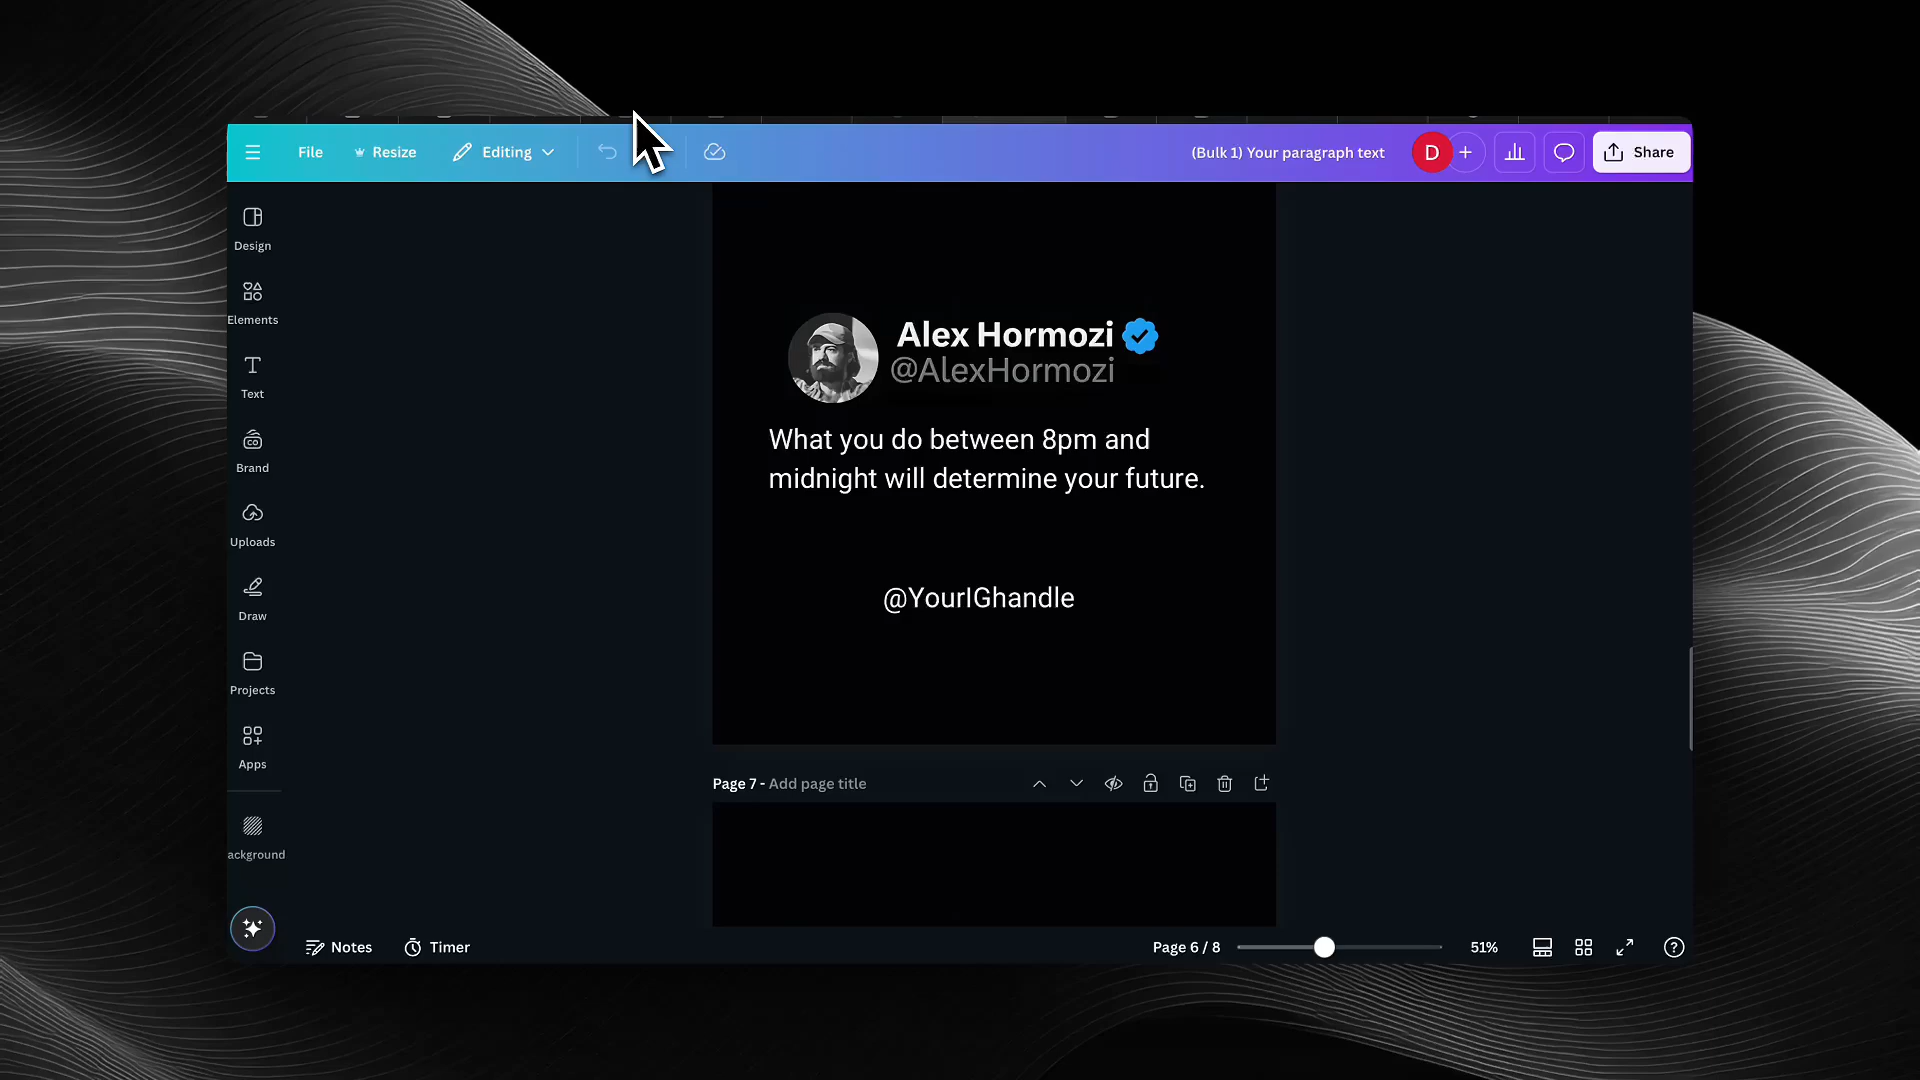 File
Resize
Editing
(Bulk 1) Your paragraph text
D
Share
Design
Elements
Text
Brand
Uploads
Draw
Projects
Apps
ackground
Alex Hormozi
@AlexHormozi
What you do between 8pm and
midnight will determine your future.
@YourIGhandle
Page 7 - Add page title
Notes
Timer
Page 6 / 8
51%